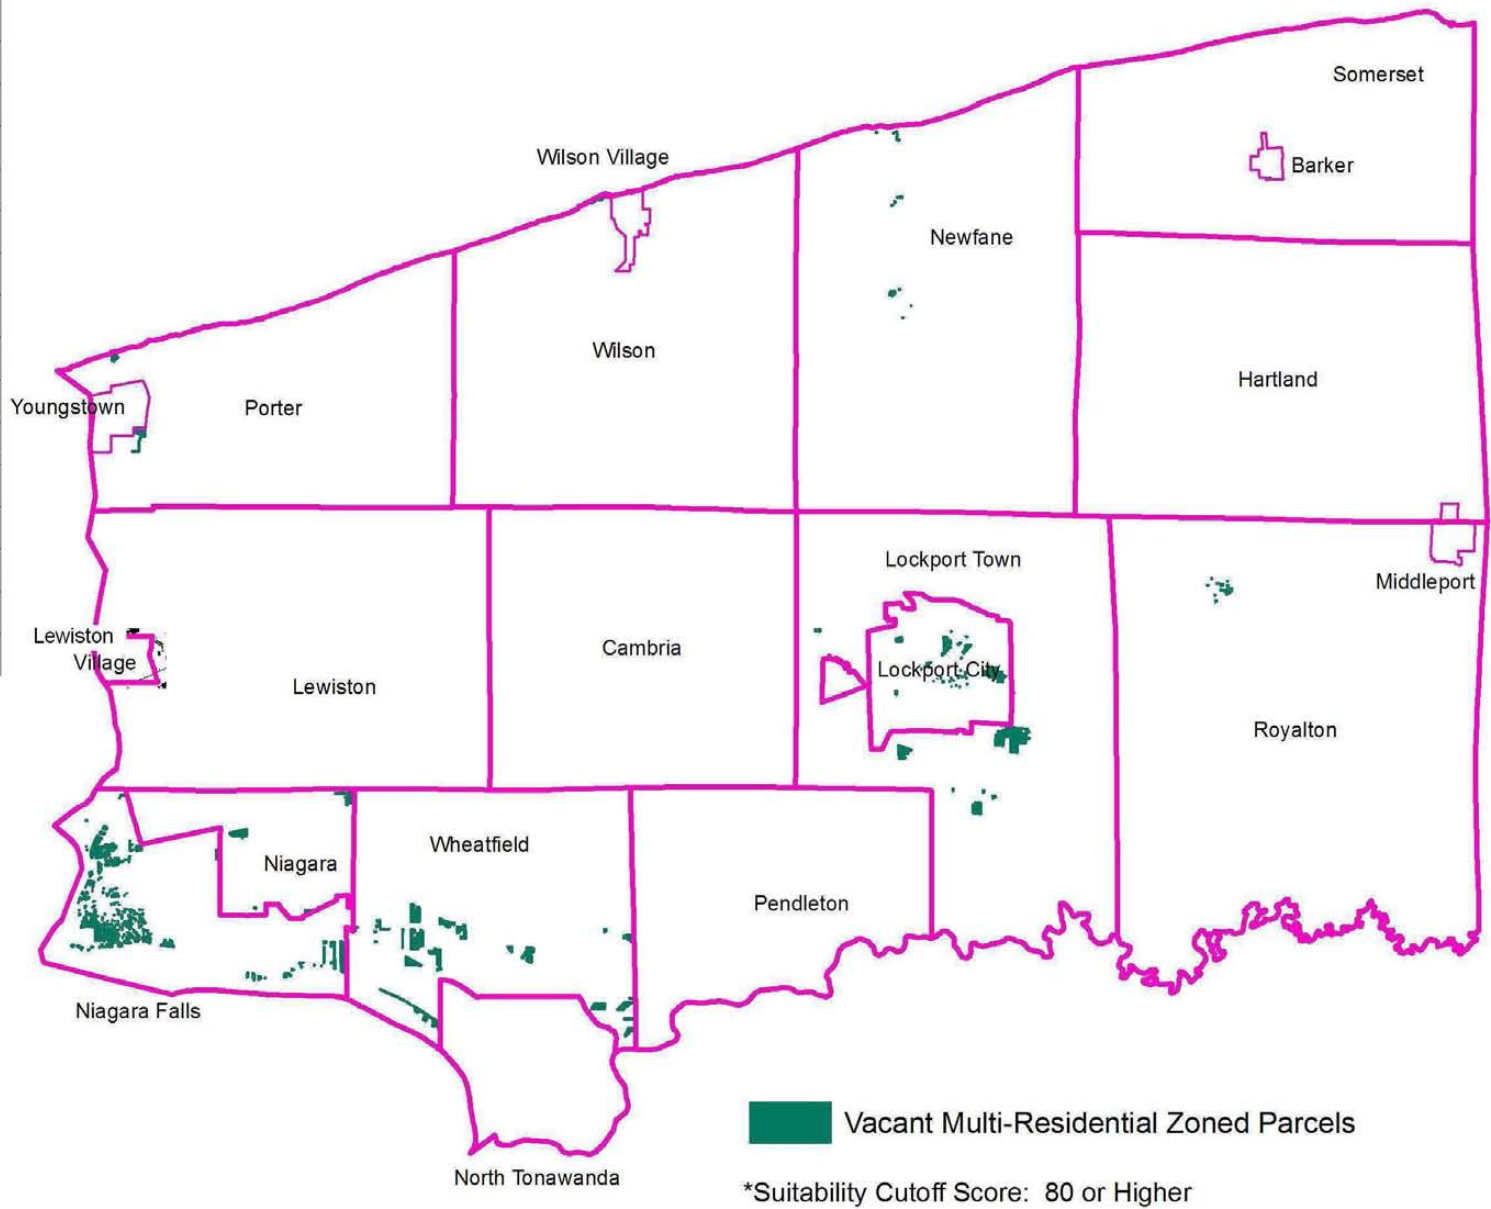 Somerset
Wilson Village
Barker
Newfane
Wilson
Hartland
Youngstown
Porter
Lockport Town
Middleport
Lewiston
Village
Cambria
Lockport City
Lewiston
Royalton
Wheatfield
Niagara
Pendleton
Niagara Falls
Vacant Multi-Residential Zoned Parcels
North Tonawanda
*Suitability Cutoff Score: 80 or Higher